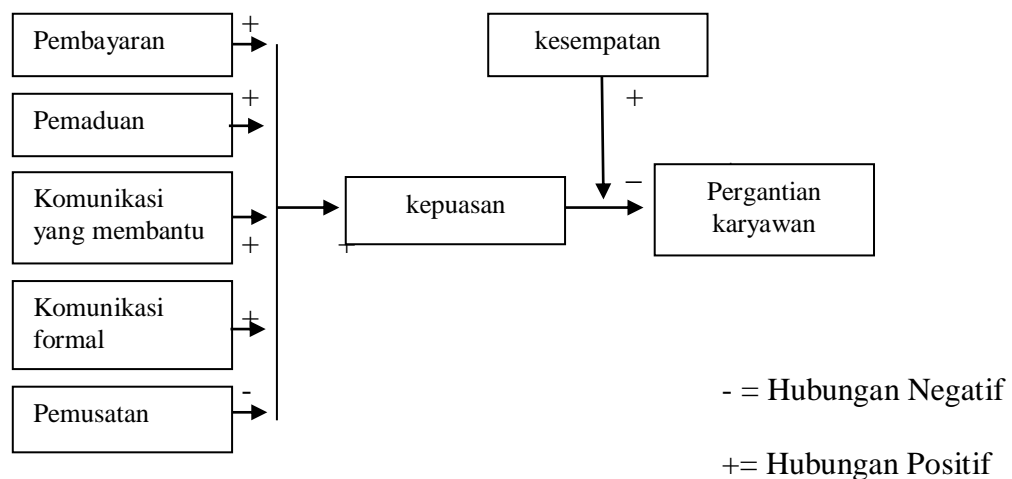 Pembayaran
+
kesempatan
+
Pemaduan
+
+
Komunikasi
yang membantu
+
kepuasan
+
–
Pergantian
karyawan
Komunikasi
formal
+
Pemusatan
-
- = Hubungan Negatif
+= Hubungan Positif